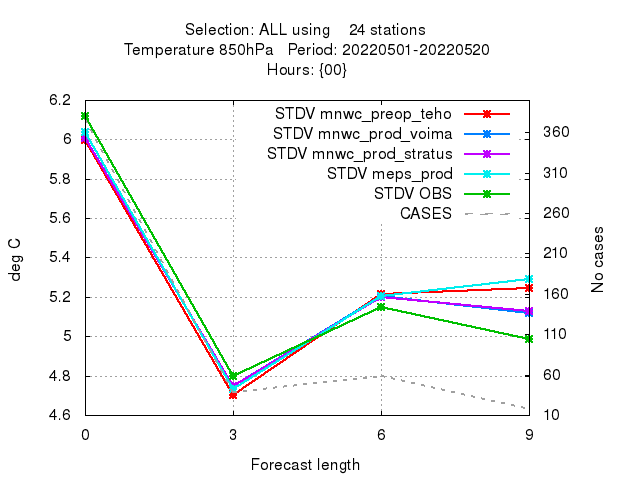 Selection: ALL using    24 stations
Temperature 850hPa   Period: 20220501-20220520
Hours: {00}
STDV mnwc_preop_teho
STDV mnwc_prod_voima
STDV mnwc_prod_stratus
STDV meps_prod
STDV OBS
CASES
6.2
6
5.8
5.6
5.4
5.2
5
4.8
4.6
deg C
360
310
260
210
160
110
60
10
No cases
0 3 6 9
Forecast length